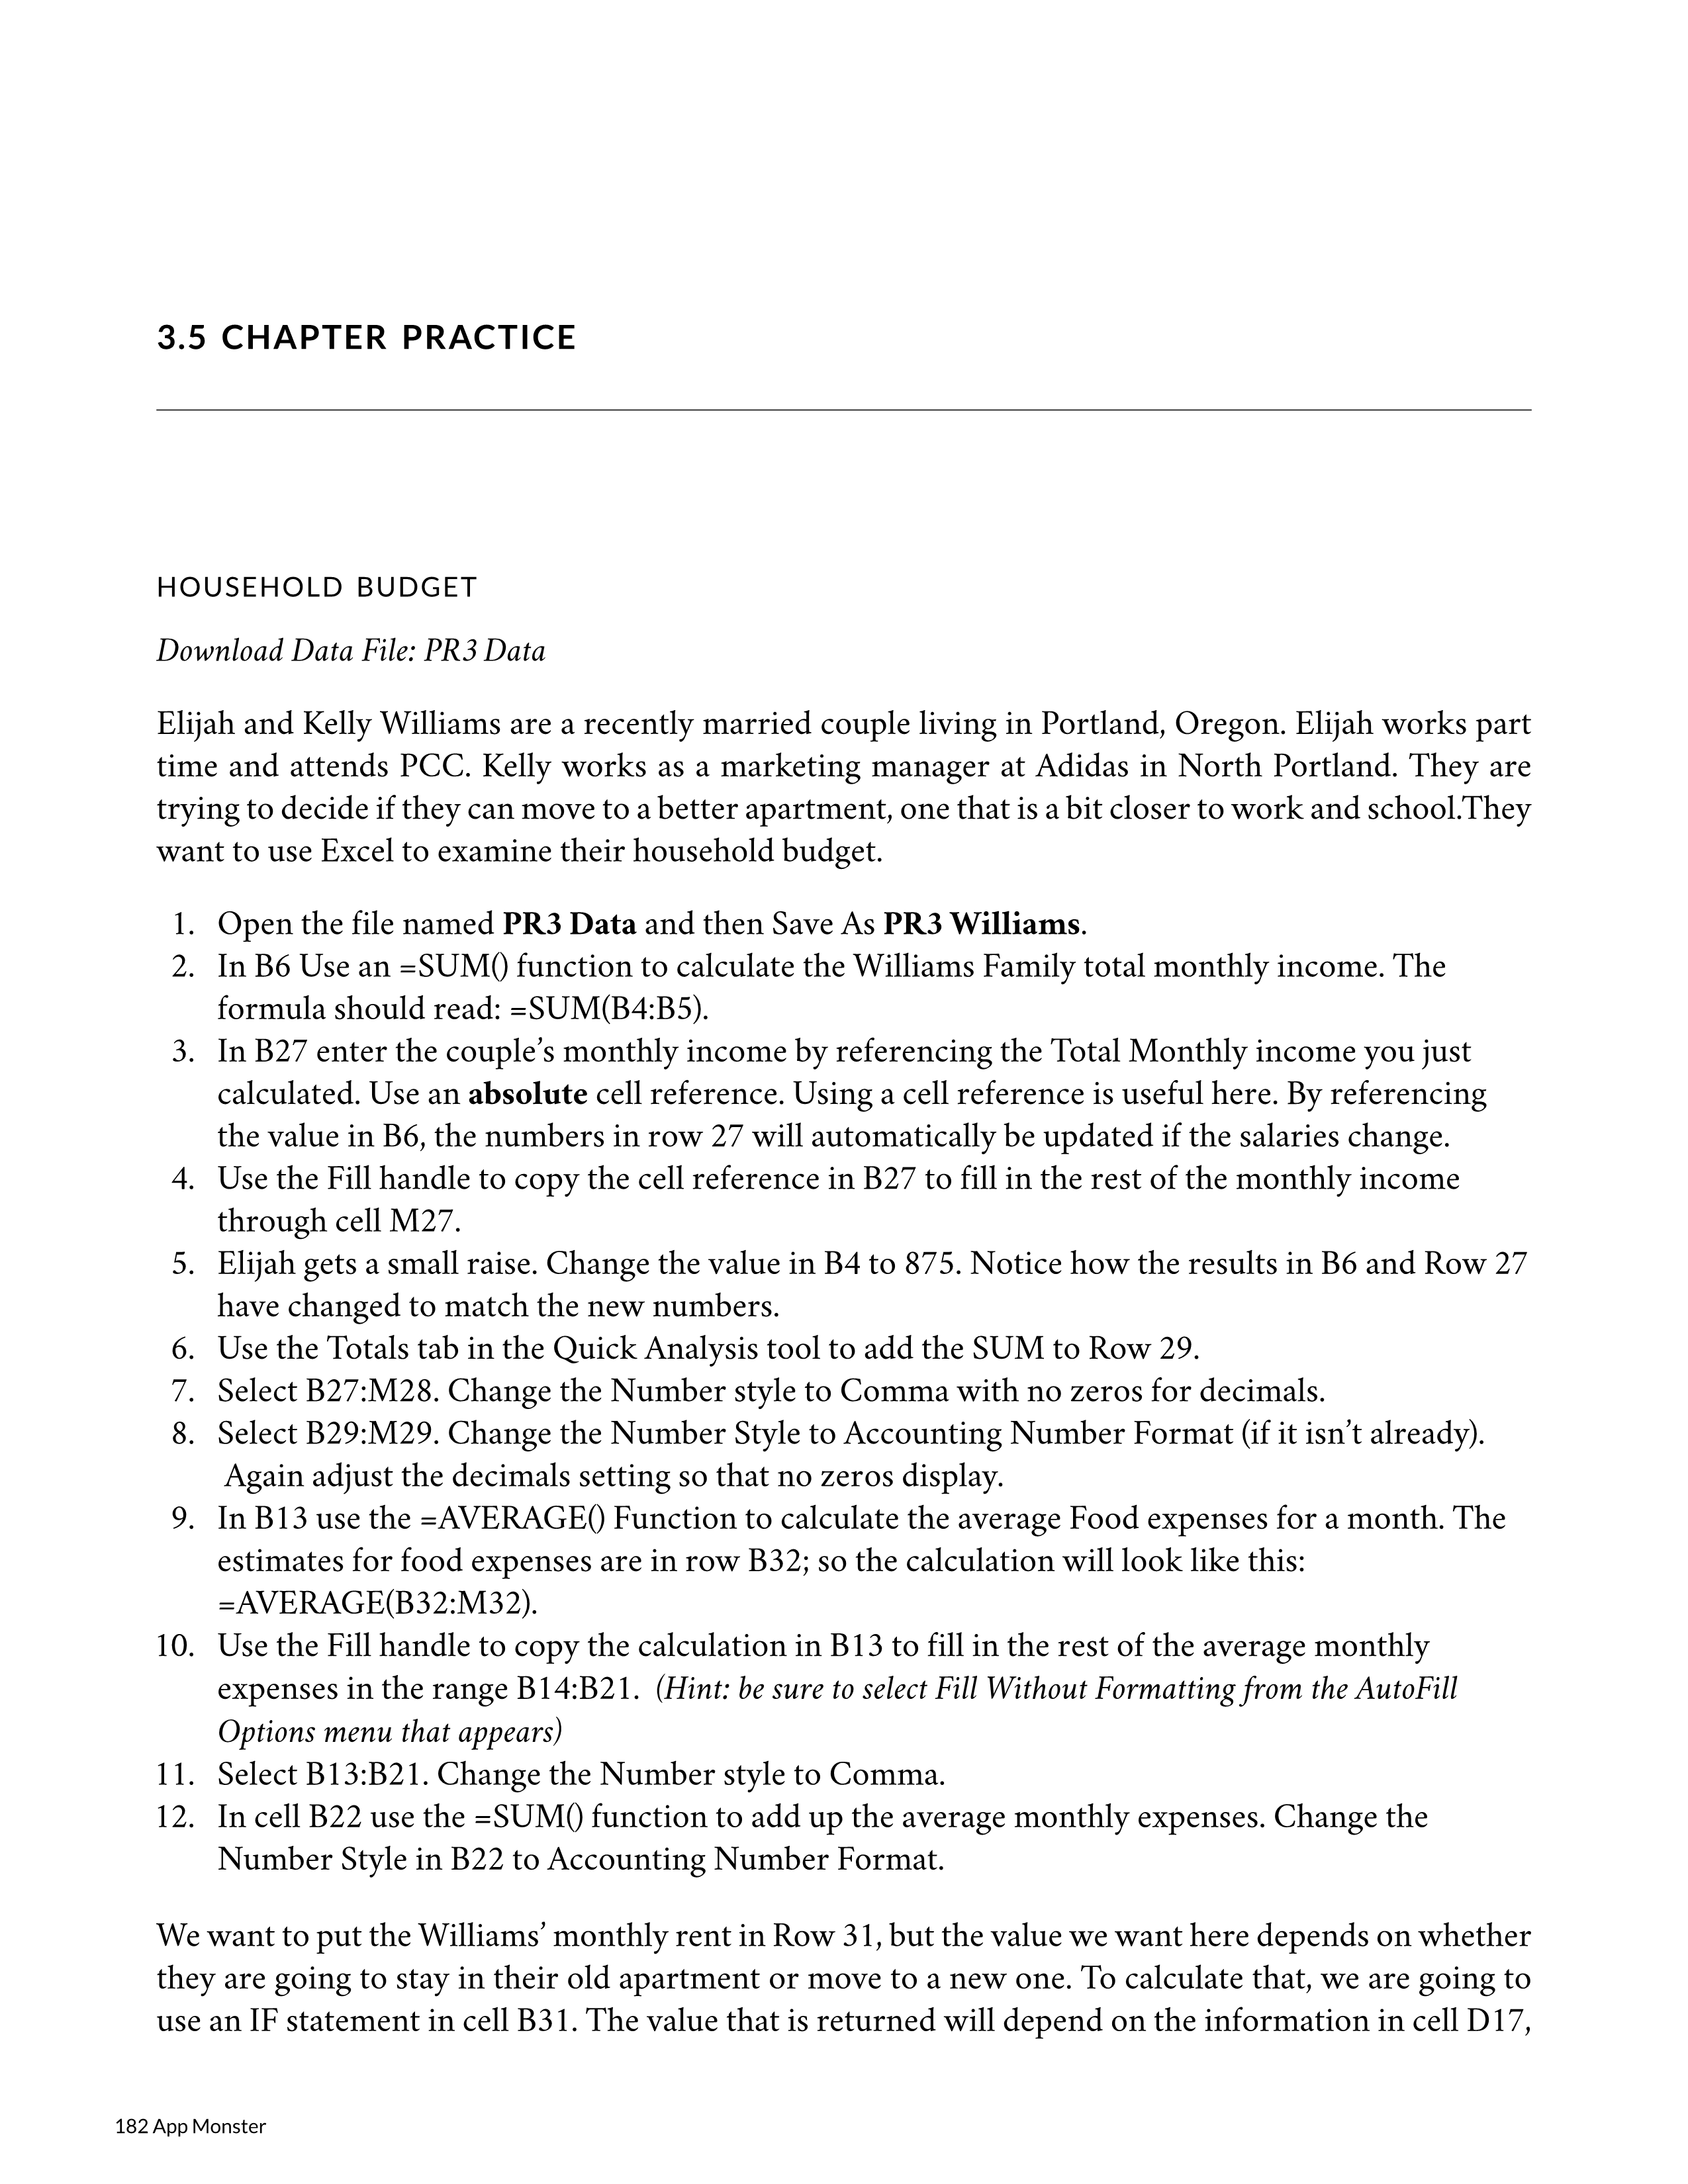 3.5 CHAPTER PRACTICE
HOUSEHOLD BUDGET
Download Data File: PR3 Data
Elijah and Kelly Williams are a recently married couple living in Portland, Oregon. Elijah works part
time and attends PCC. Kelly works as a marketing manager at Adidas in North Portland. They are
trying to decide if they can move to a better apartment, one that is a bit closer to work and school.They
want to use Excel to examine their household budget.
1. Open the file named PR3 Data and then Save As PR3 Williams.
2. In B6 Use an =SUM() function to calculate the Williams Family total monthly income. The
formula should read: =SUM(B4:B5).
3. In B27 enter the couple’s monthly income by referencing the Total Monthly income you just
calculated. Use an absolute cell reference. Using a cell reference is useful here. By referencing
the value in B6, the numbers in row 27 will automatically be updated if the salaries change.
4. Use the Fill handle to copy the cell reference in B27 to fill in the rest of the monthly income
through cell M27.
5. Elijah gets a small raise. Change the value in B4 to 875. Notice how the results in B6 and Row 27
have changed to match the new numbers.
6. Use the Totals tab in the Quick Analysis tool to add the SUM to Row 29.
7. Select B27:M28. Change the Number style to Comma with no zeros for decimals.
8. Select B29:M29. Change the Number Style to Accounting Number Format (if it isn’t already).
Again adjust the decimals setting so that no zeros display.
9. In B13 use the =AVERAGE() Function to calculate the average Food expenses for a month. The
estimates for food expenses are in row B32; so the calculation will look like this:
=AVERAGE(B32:M32).
10. Use the Fill handle to copy the calculation in B13 to fill in the rest of the average monthly
expenses in the range B14:B21. (Hint: be sure to select Fill Without Formatting from the AutoFill
Options menu that appears)
11. Select B13:B21. Change the Number style to Comma.
12. In cell B22 use the =SUM() function to add up the average monthly expenses. Change the
Number Style in B22 to Accounting Number Format.
We want to put the Williams’ monthly rent in Row 31, but the value we want here depends on whether
they are going to stay in their old apartment or move to a new one. To calculate that, we are going to
use an IF statement in cell B31. The value that is returned will depend on the information in cell D17,
182 App Monster